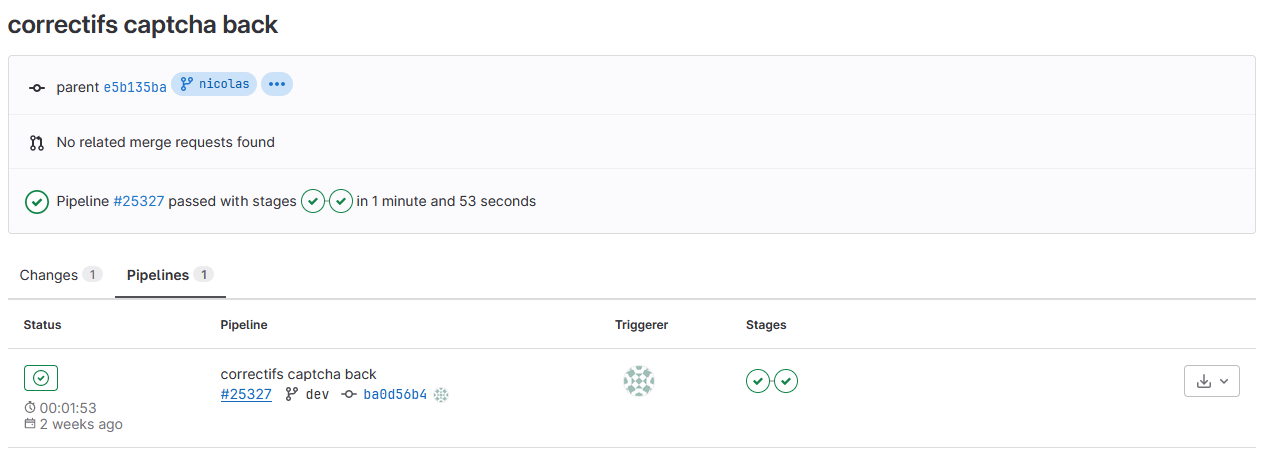 correctifs captcha back
parent e5b135ba nicolas
No related merge requests found
Pipeline #25327 passed with stages in 1 minute and 53 seconds
Changes 1 Pipelines 1
Status Pipeline Triggerer Stages
correctifs captcha back
#25327 dev ba0d56b4
00:01:53
2 weeks ago